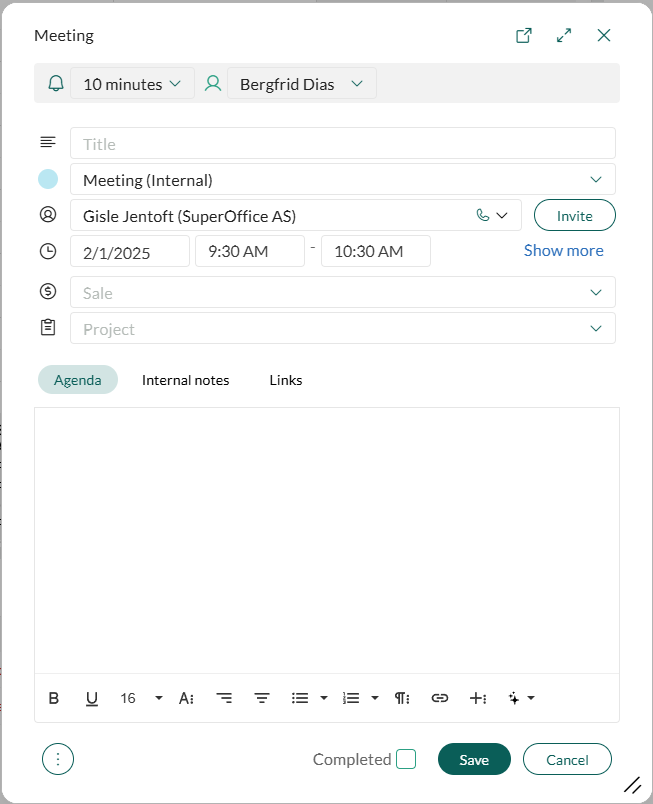 Meeting
10 minutes Bergfrid Dias
Title
Meeting (Internal)
Gisle Jentoft (SuperOffice AS) Invite
2/1/2025 9:30 AM - 10:30 AM Show more
Sale
Project
Agenda Internal notes Links
B U 16 A
Completed Save Cancel